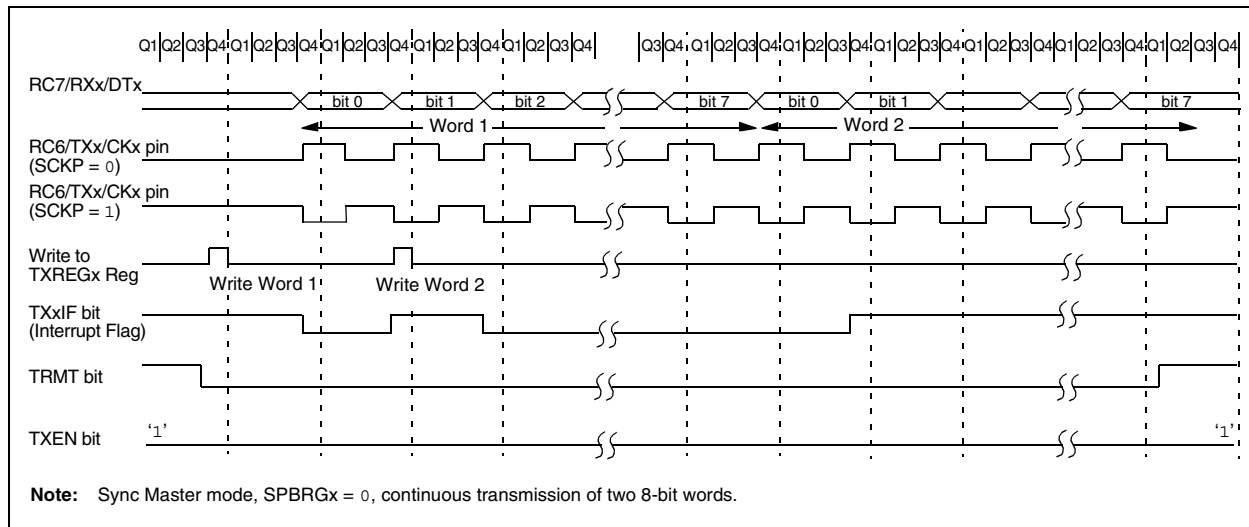 Q1 Q2 Q3 Q4 Q1 Q2 Q3 Q4 Q1 Q2 Q3 Q4 Q1 Q2 Q3 Q4 Q3 Q4 Q1 Q2 Q3 Q4 Q1 Q2 Q3 Q4 Q1 Q2 Q3 Q4 Q1 Q2 Q3 Q4 Q1 Q2 Q3 Q4 Q1 Q2 Q3 Q4
RC7/RXx/DTx
bit 0 bit 1 bit 2 bit 7 bit 0 bit 1 bit 7
Word 1 Word 2
RC6/TXx/CKx pin
(SCKP = 0)
RC6/TXx/CKx pin
(SCKP = 1)
Write to
TXREGx Reg
Write Word 1 Write Word 2
TXxIF bit
(Interrupt Flag)
TRMT bit
TXEN bit
‘1’ ‘1’
Note: Sync Master mode, SPBRGx = 0, continuous transmission of two 8-bit words.